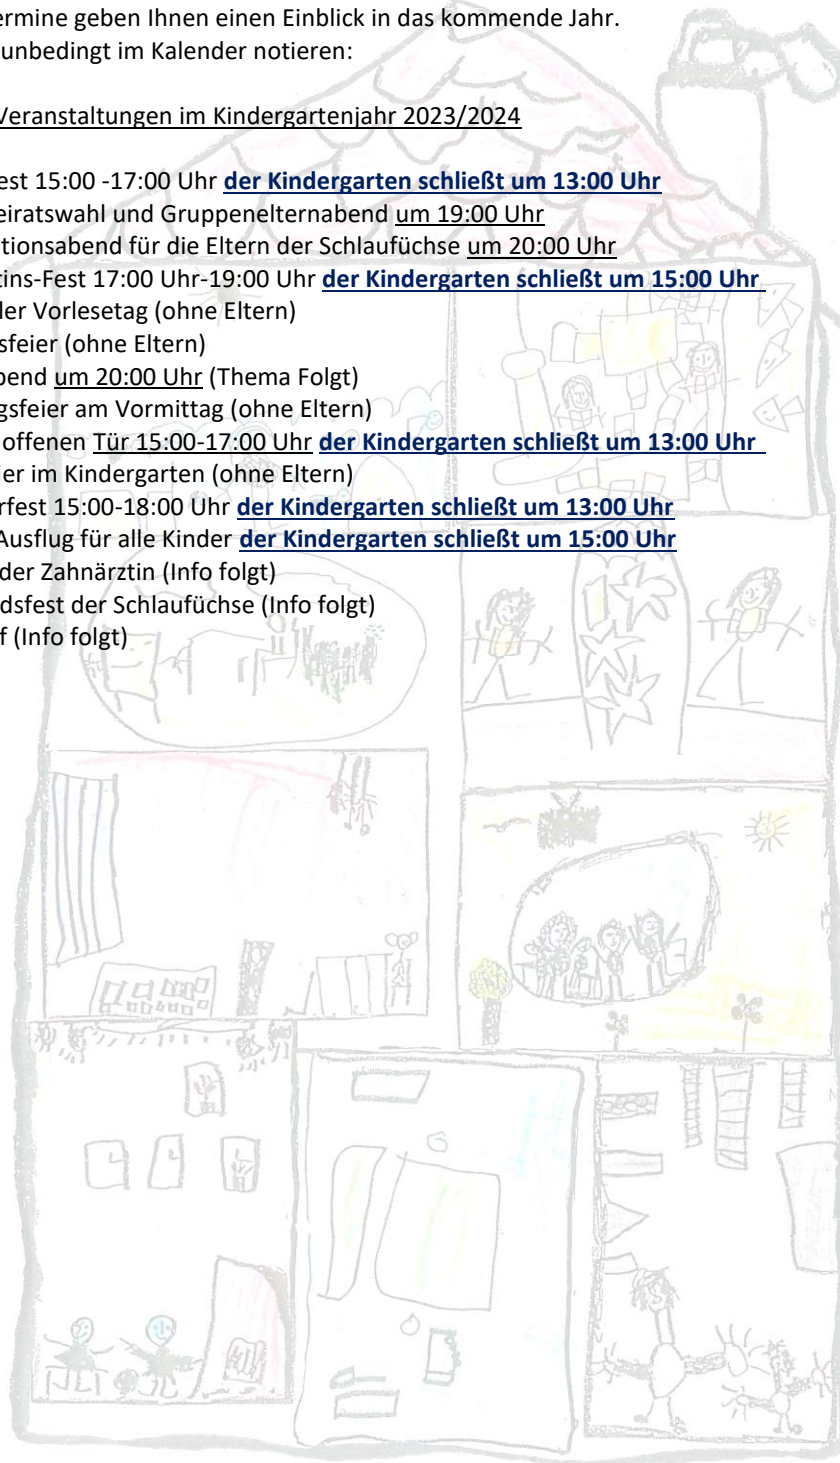 ermine geben Ihnen einen Einblick in das kommende Jahr.
unbedingt im Kalender notieren:
Veranstaltungen im Kindergartenjahr 2023/2024
est 15:00 -17:00 Uhr der Kindergarten schließt um 13:00 Uhr
eiratswahl und Gruppenelternabend um 19:00 Uhr
tionsabend für die Eltern der Schlaufüchse um 20:00 Uhr
tins-Fest 17:00 Uhr-19:00 Uhr der Kindergarten schließt um 15:00 Uhr
ler Vorlesetag (ohne Eltern)
sfeier (ohne Eltern)
bend um 20:00 Uhr (Thema Folgt)
gsfeier am Vormittag (ohne Eltern)
offenen Tür 15:00-17:00 Uhr der Kindergarten schließt um 13:00 Uhr
ier im Kindergarten (ohne Eltern)
rfest 15:00-18:00 Uhr der Kindergarten schließt um 13:00 Uhr
Ausflug für alle Kinder der Kindergarten schließt um 15:00 Uhr
der Zahnärztin (Info folgt)
dsfest der Schlaufüchse (Info folgt)
f (Info folgt)